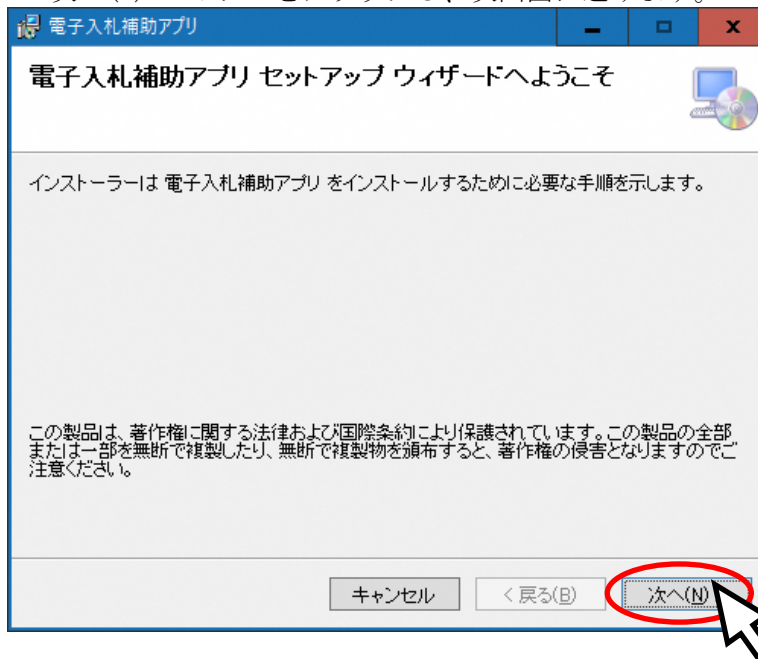 電子入札補助アプリ
電子入札補助アプリ セットアップ ウィザードへようこそ
インストーラーは 電子入札補助アプリ をインストールするために必要な手順を示します。
この製品は、著作権に関する法律および国際条約により保護されています。この製品の全部
または一部を無断で複製したり、無断で複製物を頒布すると、著作権の侵害となりますのでご
注意ください。
キャンセル
< 戻る(B)
次へ(N)